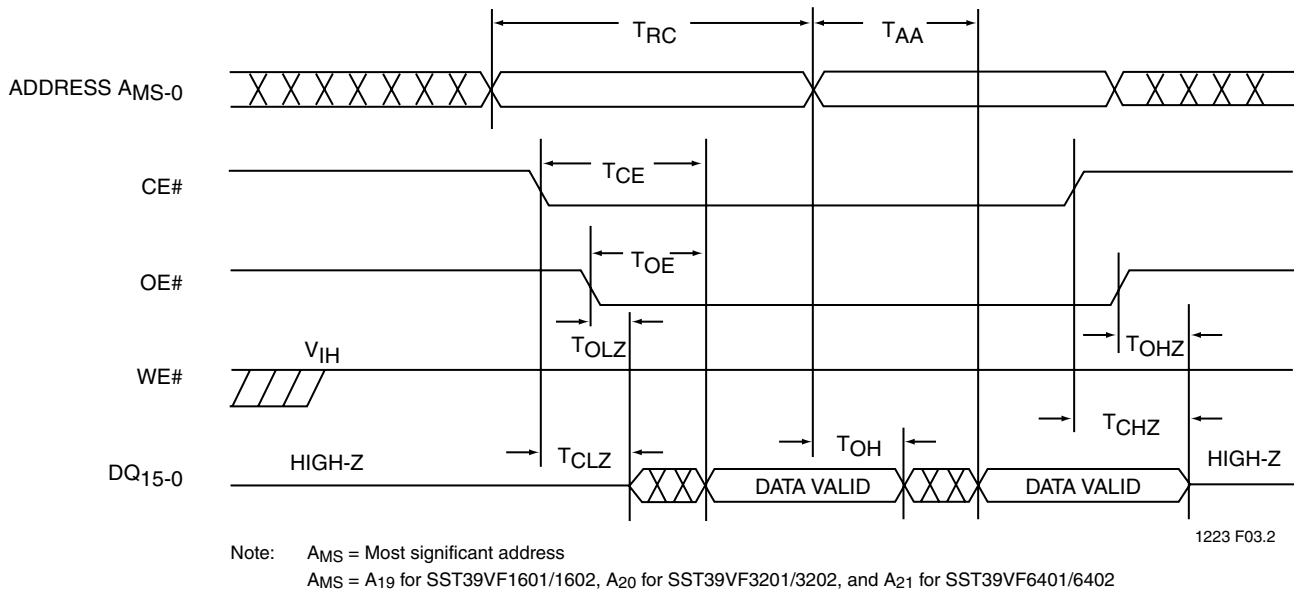 TRC
TAA
ADDRESS AMS-0
TCE
CE#
TOE
OE#
TOLZ
TOHZ
VIH
WE#
TCHZ
TOH
TCLZ
HIGH-Z
HIGH-Z
DQ15-0
DATA VALID
DATA VALID
1223 F03.2
Note: AMS = Most significant address
AMS = A19 for SST39VF1601/1602, A20 for SST39VF3201/3202, and A21 for SST39VF6401/6402